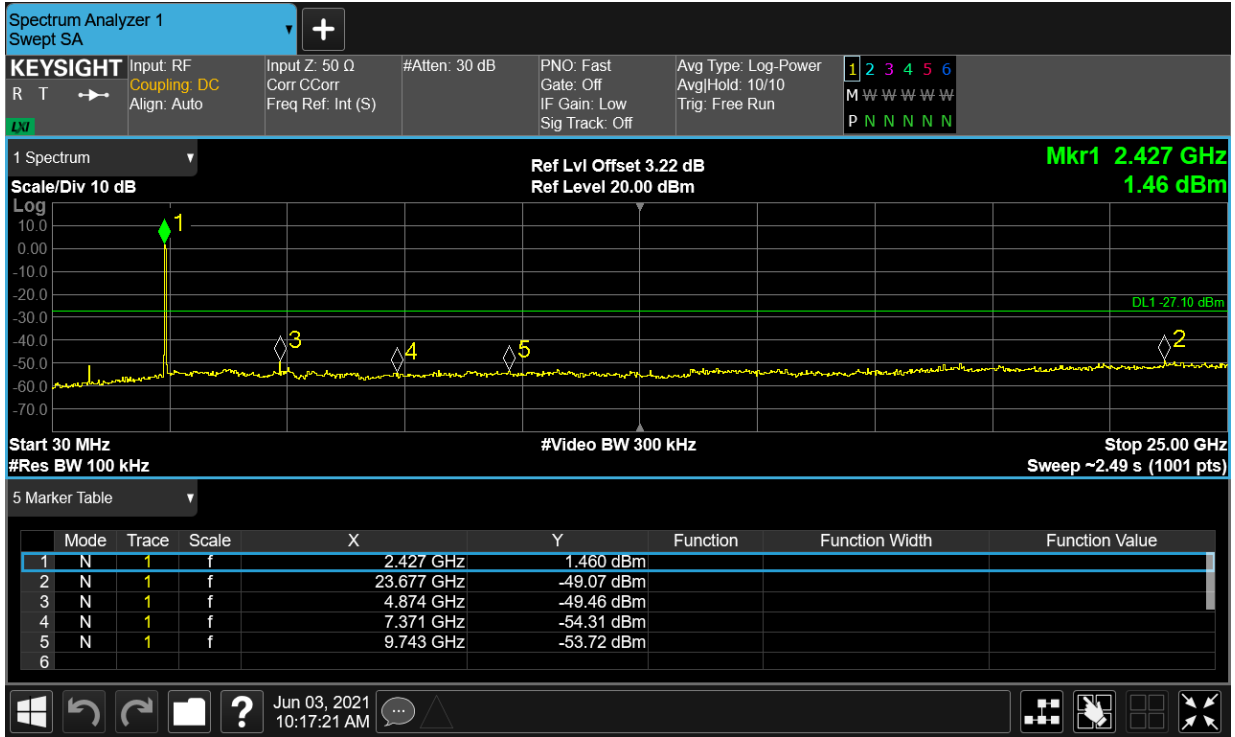 Spectrum Analyzer 1
Swept SA
KEYSIGHT Input: RF Input Z: 50 Ω #Atten: 30 dB PNO: Fast Avg Type: Log-Power 1 2 3 4 5 6
R T Coupling: DC Corr CCorr Gate: Off Avg|Hold: 10/10 M W W W W W
Align: Auto Freq Ref: Int (S) IF Gain: Low Trig: Free Run
LXI Sig Track: Off P N N N N N
1 Spectrum Ref Lvl Offset 3.22 dB Mkr1 2.427 GHz
Scale/Div 10 dB Ref Level 20.00 dBm 1.46 dBm
Log
10.0 1
0.00
-10.0
-20.0
DL1 -27.10 dBm
-30.0
-40.0 3 4 5 2
-50.0
-60.0
-70.0
Start 30 MHz #Video BW 300 kHz Stop 25.00 GHz
#Res BW 100 kHz Sweep ~2.49 s (1001 pts)
5 Marker Table
Mode Trace Scale X Y Function Function Width Function Value
1 N 1 f 2.427 GHz 1.460 dBm
2 N 1 f 23.677 GHz -49.07 dBm
3 N 1 f 4.874 GHz -49.46 dBm
4 N 1 f 7.371 GHz -54.31 dBm
5 N 1 f 9.743 GHz -53.72 dBm
6
? Jun 03, 2021
10:17:21 AM